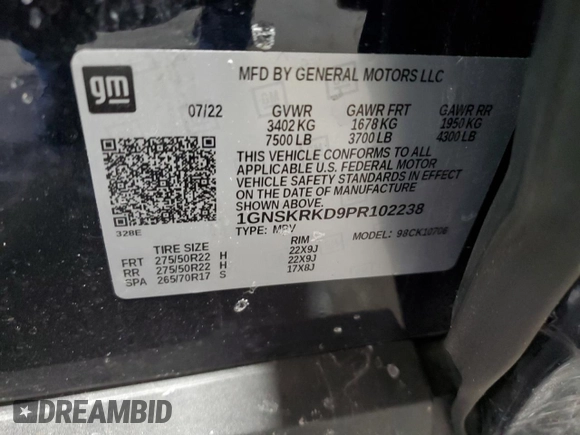 gm
MFD BY GENERAL MOTORS LLC
07/22 GVWR GAWR FRT GAWR RR
3402 KG 1678 KG 1950 KG
7500 LB 3700 LB 4300 LB
THIS VEHICLE CONFORMS TO ALL
APPLICABLE U.S. FEDERAL MOTOR
VEHICLE SAFETY STANDARDS IN EFFECT
ON THE DATE OF MANUFACTURE
SHOWN ABOVE.
1GNSKRKD9PR102238
328E
TYPE: MPV MODEL: 98CK10706
TIRE SIZE RIM
FRT 275/50R22 H 22X9J
RR 275/50R22 H 22X9J
SPA 265/70R17 S 17X8J
DREAMBID